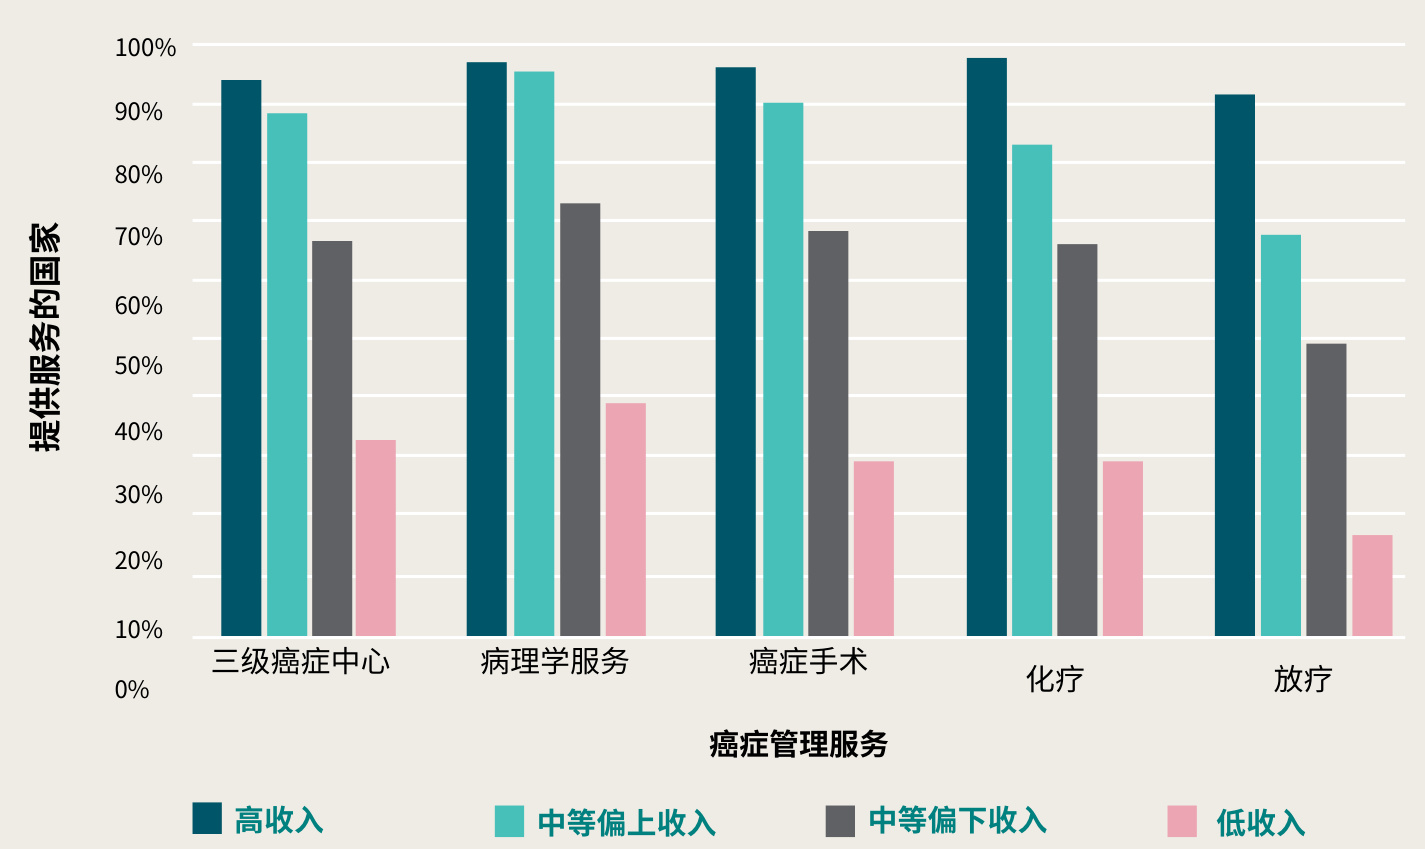 100%
90%
80%
70%
60%
50%
40%
30%
20%
10%
0%
提供服务的国家
三级癌症中心
病理学服务
癌症手术
化疗
放疗
癌症管理服务
高收入
中等偏上收入
中等偏下收入
低收入